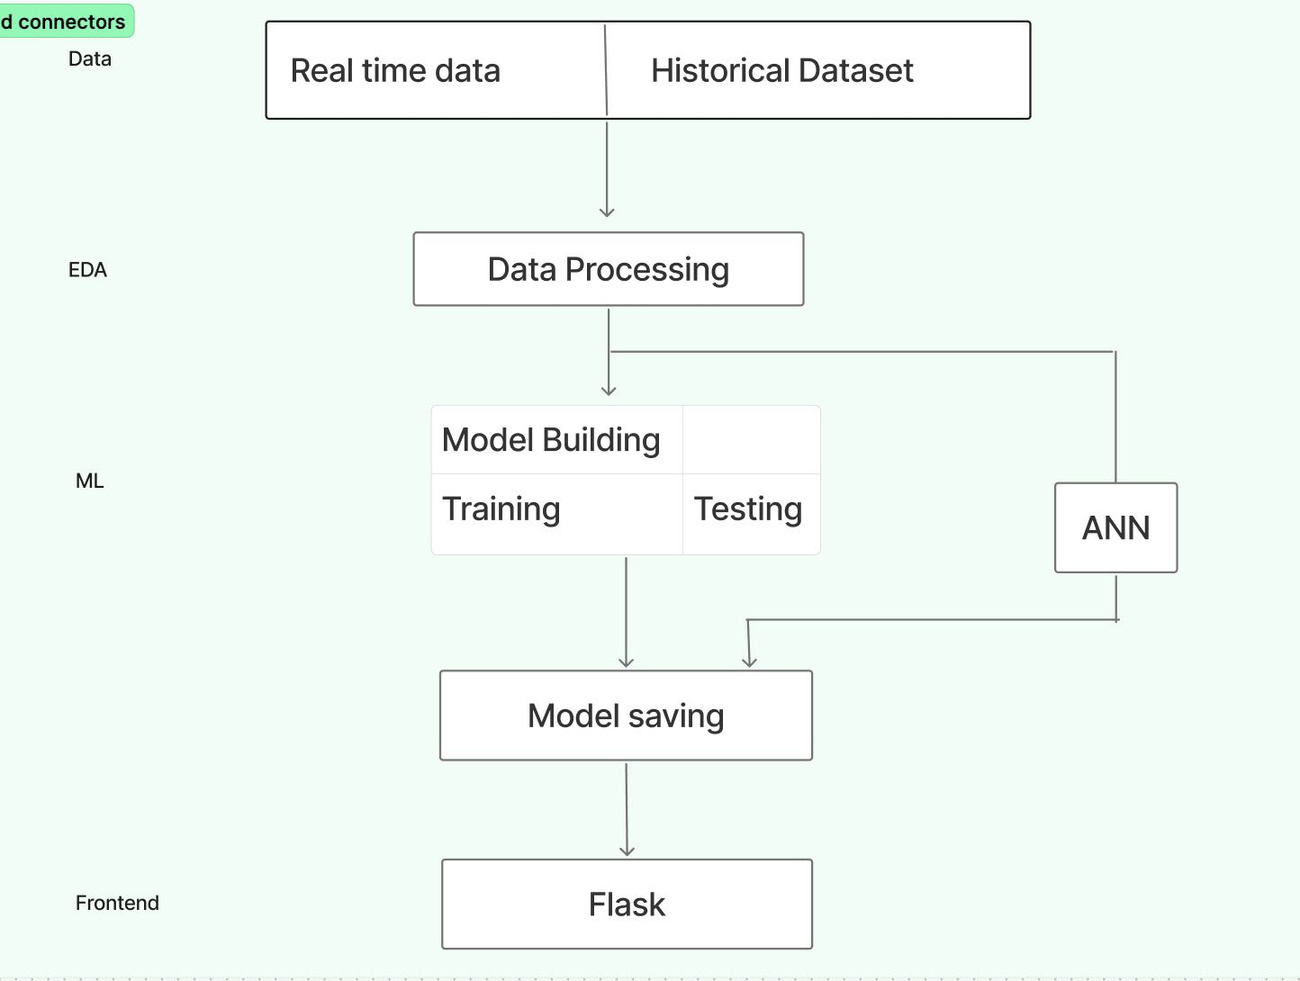 d connectors
Data
Real time data
Historical Dataset
EDA
Data Processing
Model Building
ML
Training
Testing
ANN
Model saving
Frontend
Flask